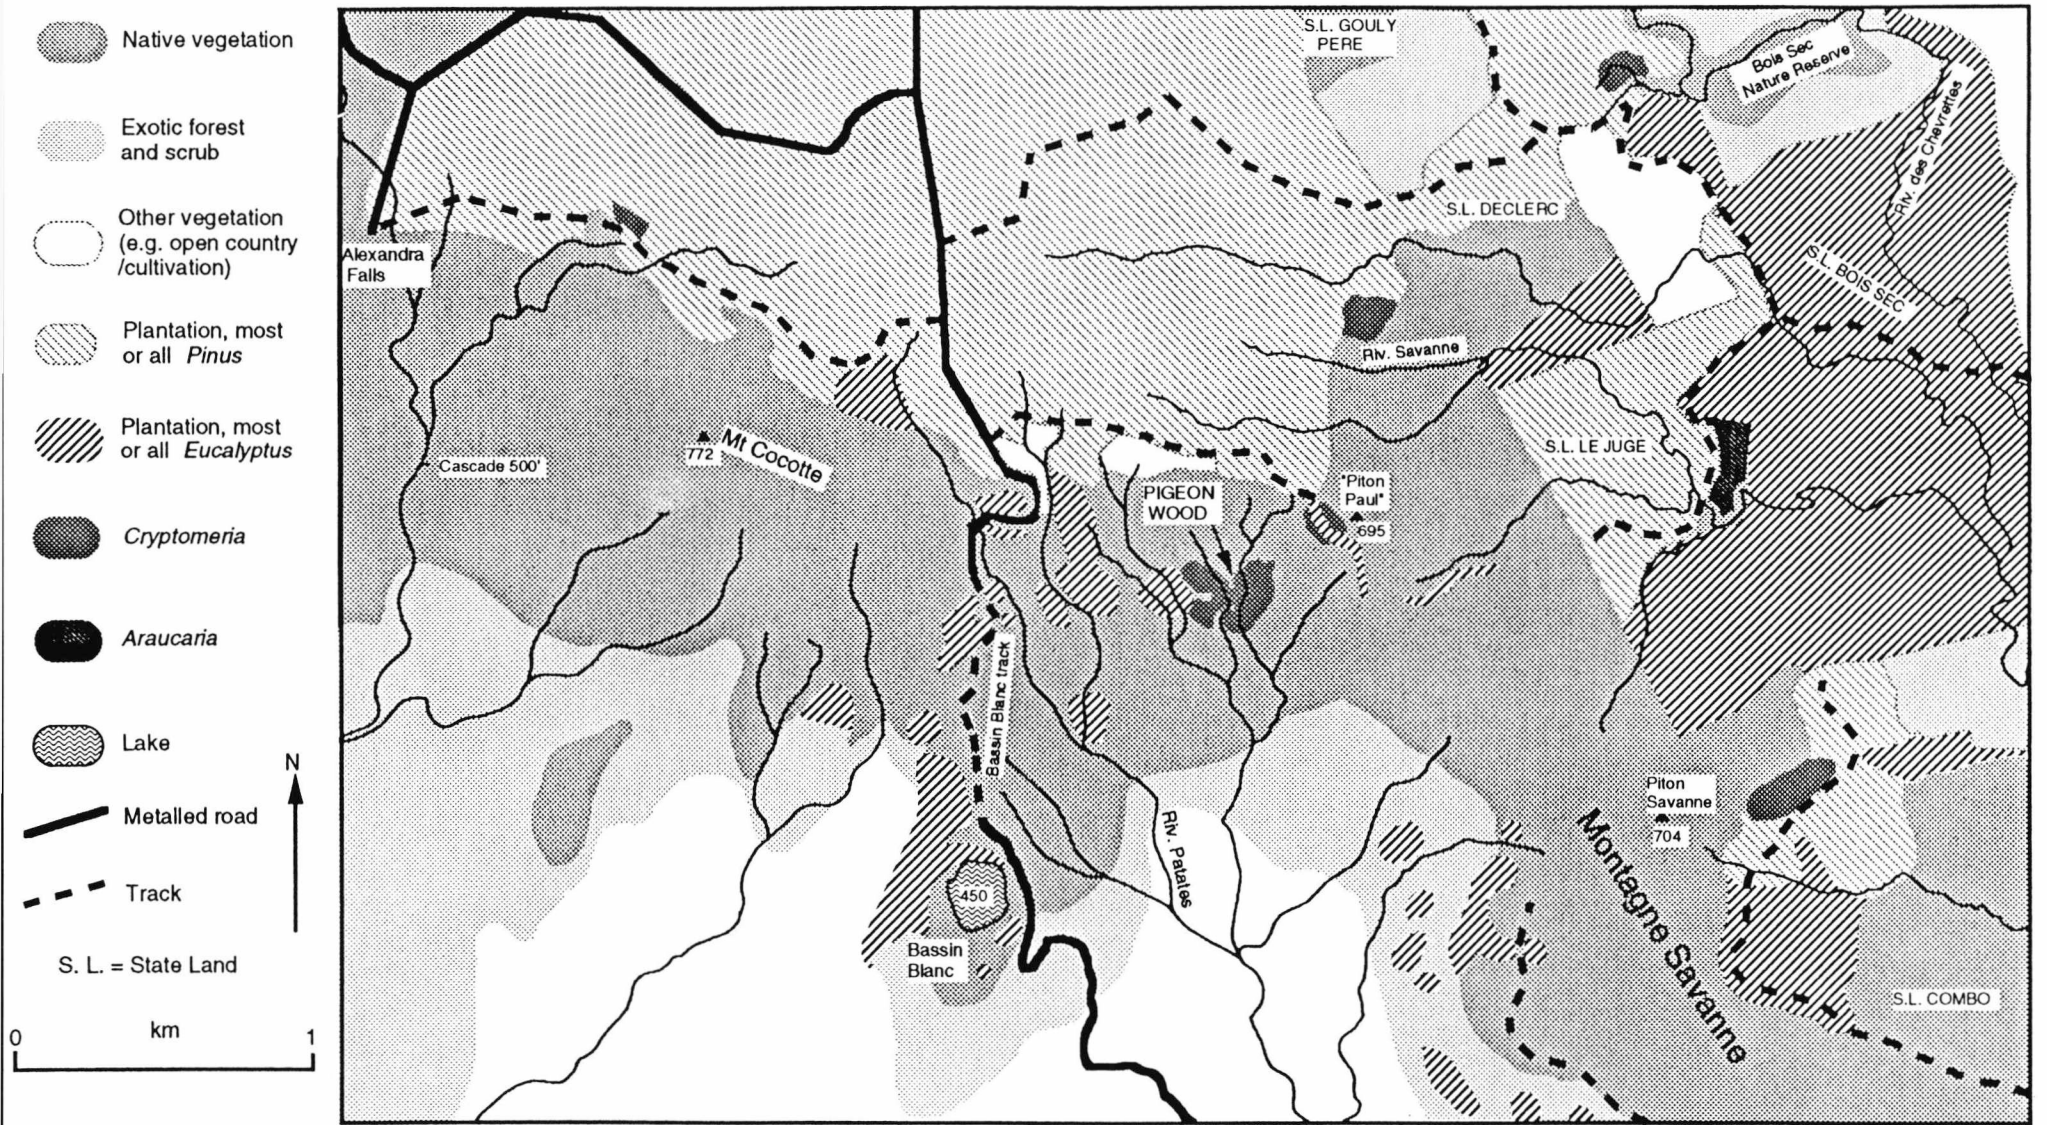 Native vegetation
Exotic forest
and scrub
Other vegetation
(e.g. open country
/cultivation)
Plantation, most
or all Pinus
Plantation, most
or all Eucalyptus
Cryptomeria
Araucaria
Lake
N
Metalled road
Track
S. L. = State Land
km
0
1
S.L. GOULY
PERE
Bois Sec
Nature Reserve
Riv. des Chevrettes
S.L. DECLERC
Alexandra
Falls
S.L. BOIS SEC
Riv. Savanne
Mt Cocotte
772
Cascade 500'
S.L. LE JUGE
PIGEON
WOOD
"Piton
Paul"
695
Bassin Blanc track
Riv. Patates
Piton
Savanne
704
Montagne Savanne
450
Bassin
Blanc
S.L. COMBO